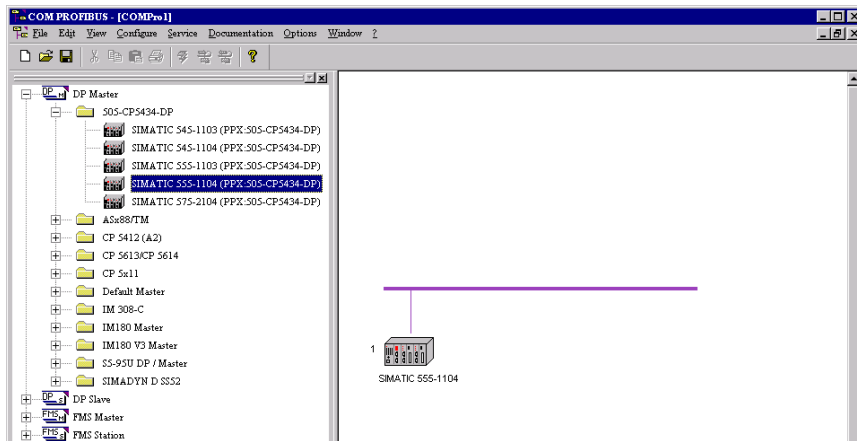 COM PROFIBUS - [COMPro1]
File Edit View Configure Service Documentation Options Window ?
DP M DP Master
505-CP5434-DP
SIMATIC 545-1103 (PPX:505-CP5434-DP)
SIMATIC 545-1104 (PPX:505-CP5434-DP)
SIMATIC 555-1103 (PPX:505-CP5434-DP)
SIMATIC 555-1104 (PPX:505-CP5434-DP)
SIMATIC 575-2104 (PPX:505-CP5434-DP)
ASx88/TM
CP 5412 (A2)
CP 5613/CP 5614
CP 5x11
Default Master
IM 308-C
IM180 Master
IM180 V3 Master
S5-95U DP / Master
SIMADYN D SS52
DP S DP Slave
FMS M FMS Master
FMS S FMS Station
1
SIMATIC 555-1104